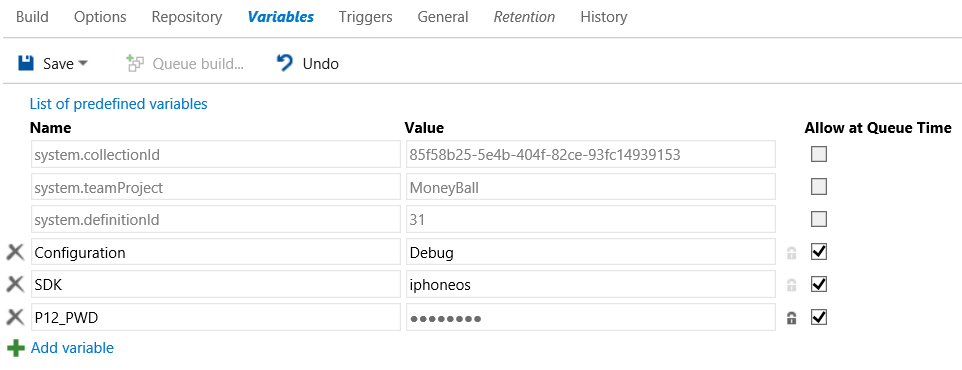 Build Options Repository Variables Triggers General Retention History
Save Queue build... Undo
List of predefined variables
Name Value Allow at Queue Time
system.collectionId 85f58b25-5e4b-404f-82ce-93fc14939153
system.teamProject MoneyBall
system.definitionId 31
Configuration Debug
SDK iphoneos
P12_PWD ●●●●●●●●
Add variable